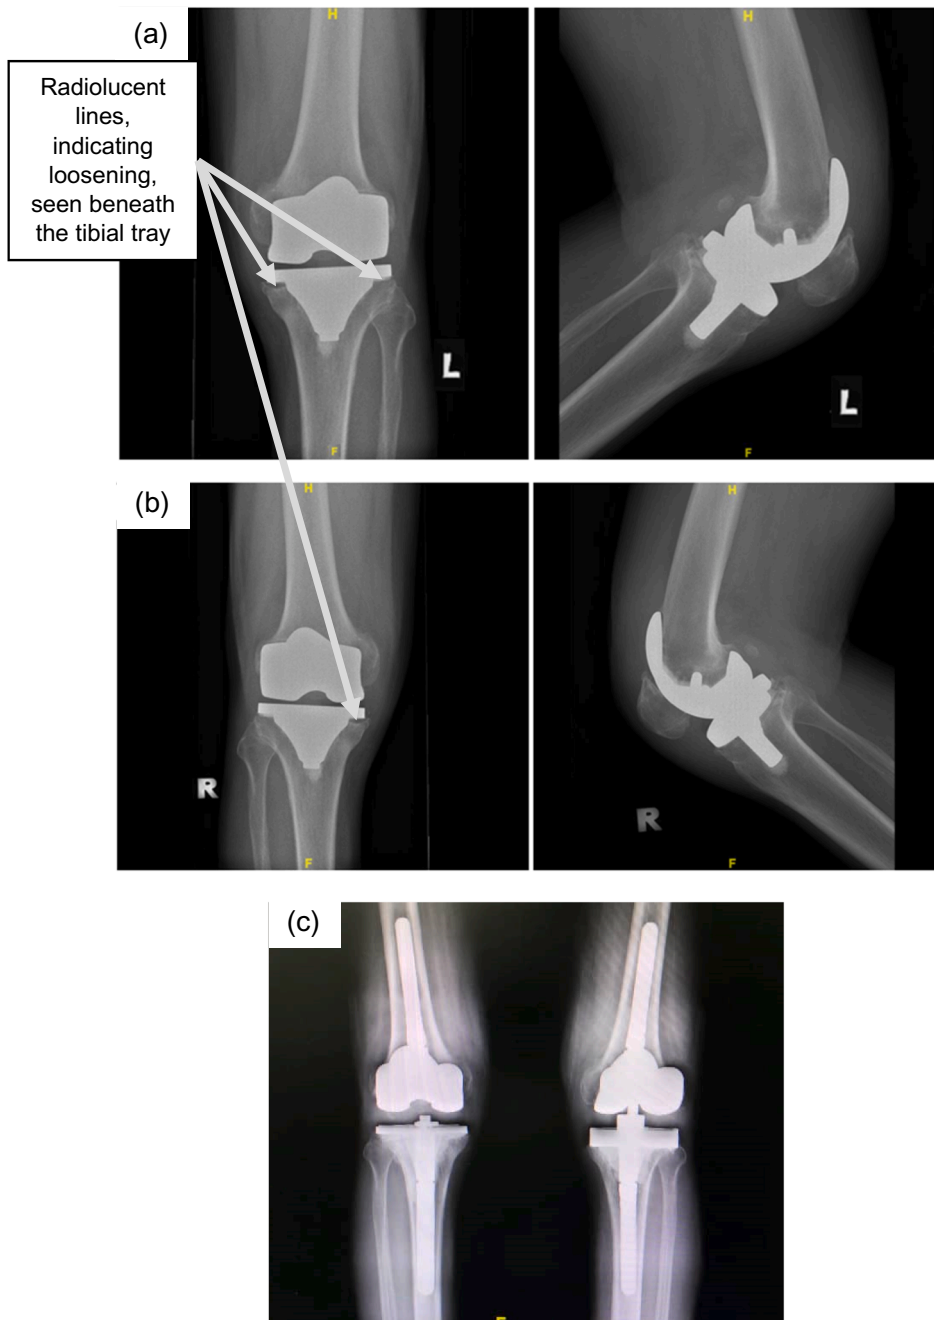 (a)
H
H
Radiolucent
lines,
indicating
loosening,
seen beneath
the tibial tray
L
L
F
F
(b)
H
H
R
R
F
F
(c)